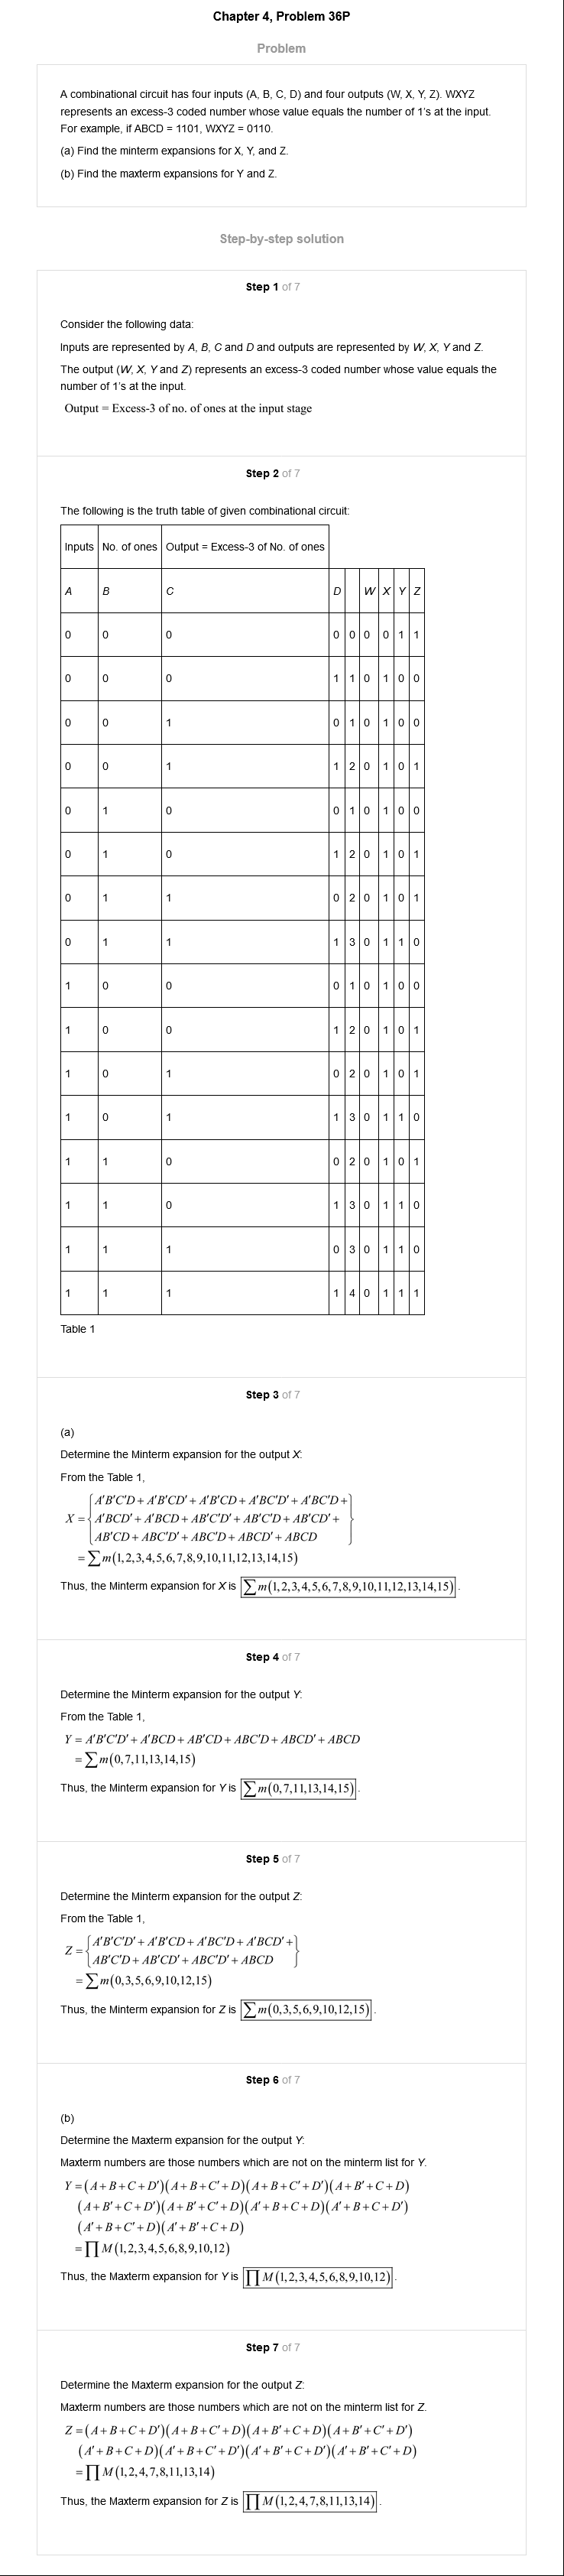 Chapter 4, Problem 36P
Problem
A combinational circuit has four inputs (A, B, C, D) and four outputs (W, X, Y, Z). WXYZ
represents an excess-3 coded number whose value equals the number of 1's at the input.
For example, if ABCD = 1101, WXYZ = 0110.
(a) Find the minterm expansions for X, Y, and Z.
(b) Find the maxterm expansions for Y and Z.
Step-by-step solution
Step 1 of 7
Consider the following data:
Inputs are represented by A, B, C and D and outputs are represented by W, X, Y and Z.
The output (W, X, Y and Z) represents an excess-3 coded number whose value equals the
number of 1's at the input.
Output = Excess-3 of no. of ones at the input stage
Step 2 of 7
The following is the truth table of given combinational circuit:
Inputs No. of ones Output = Excess-3 of No. of ones
A B C D W X Y Z
0 0 0 0 0 0 0 1 1
0 0 0 1 1 0 1 0 0
0 0 1 0 1 0 1 0 0
0 0 1 1 2 0 1 0 1
0 1 0 0 1 0 1 0 0
0 1 0 1 2 0 1 0 1
0 1 1 0 2 0 1 0 1
0 1 1 1 3 0 1 1 0
1 0 0 0 1 0 1 0 0
1 0 0 1 2 0 1 0 1
1 0 1 0 2 0 1 0 1
1 0 1 1 3 0 1 1 0
1 1 0 0 2 0 1 0 1
1 1 0 1 3 0 1 1 0
1 1 1 0 3 0 1 1 0
1 1 1 1 4 0 1 1 1
Table 1
Step 3 of 7
(a)
Determine the Minterm expansion for the output X:
From the Table 1,
A′B′C′D + A′B′CD′ + A′B′CD + A′BC′D′ + A′BC′D +
X = { A′BCD′ + A′BCD + AB′C′D′ + AB′C′D + AB′CD′ + }
AB′CD + ABC′D′ + ABC′D + ABCD′ + ABCD
= ∑m(1,2,3,4,5,6,7,8,9,10,11,12,13,14,15)
Thus, the Minterm expansion for X is ∑m(1,2,3,4,5,6,7,8,9,10,11,12,13,14,15).
Step 4 of 7
Determine the Minterm expansion for the output Y:
From the Table 1,
Y = A′B′C′D′ + A′BCD + AB′CD + ABC′D + ABCD′ + ABCD
= ∑m(0,7,11,13,14,15)
Thus, the Minterm expansion for Y is ∑m(0,7,11,13,14,15).
Step 5 of 7
Determine the Minterm expansion for the output Z:
From the Table 1,
Z = { A′B′C′D′ + A′B′CD + A′BC′D + A′BCD′ +
AB′C′D + AB′CD′ + ABC′D′ + ABCD }
= ∑m(0,3,5,6,9,10,12,15)
Thus, the Minterm expansion for Z is ∑m(0,3,5,6,9,10,12,15).
Step 6 of 7
(b)
Determine the Maxterm expansion for the output Y:
Maxterm numbers are those numbers which are not on the minterm list for Y.
Y = (A+B+C+D′)(A+B+C′+D)(A+B+C′+D′)(A+B′+C+D)
(A+B′+C+D′)(A+B′+C′+D)(A′+B+C+D)(A′+B+C+D′)
(A′+B+C′+D)(A′+B′+C+D)
= ∏M(1,2,3,4,5,6,8,9,10,12)
Thus, the Maxterm expansion for Y is ∏M(1,2,3,4,5,6,8,9,10,12).
Step 7 of 7
Determine the Maxterm expansion for the output Z:
Maxterm numbers are those numbers which are not on the minterm list for Z.
Z = (A+B+C+D′)(A+B+C′+D)(A+B′+C+D)(A+B′+C′+D′)
(A′+B+C+D)(A′+B+C′+D′)(A′+B′+C+D′)(A′+B′+C′+D)
= ∏M(1,2,4,7,8,11,13,14)
Thus, the Maxterm expansion for Z is ∏M(1,2,4,7,8,11,13,14).